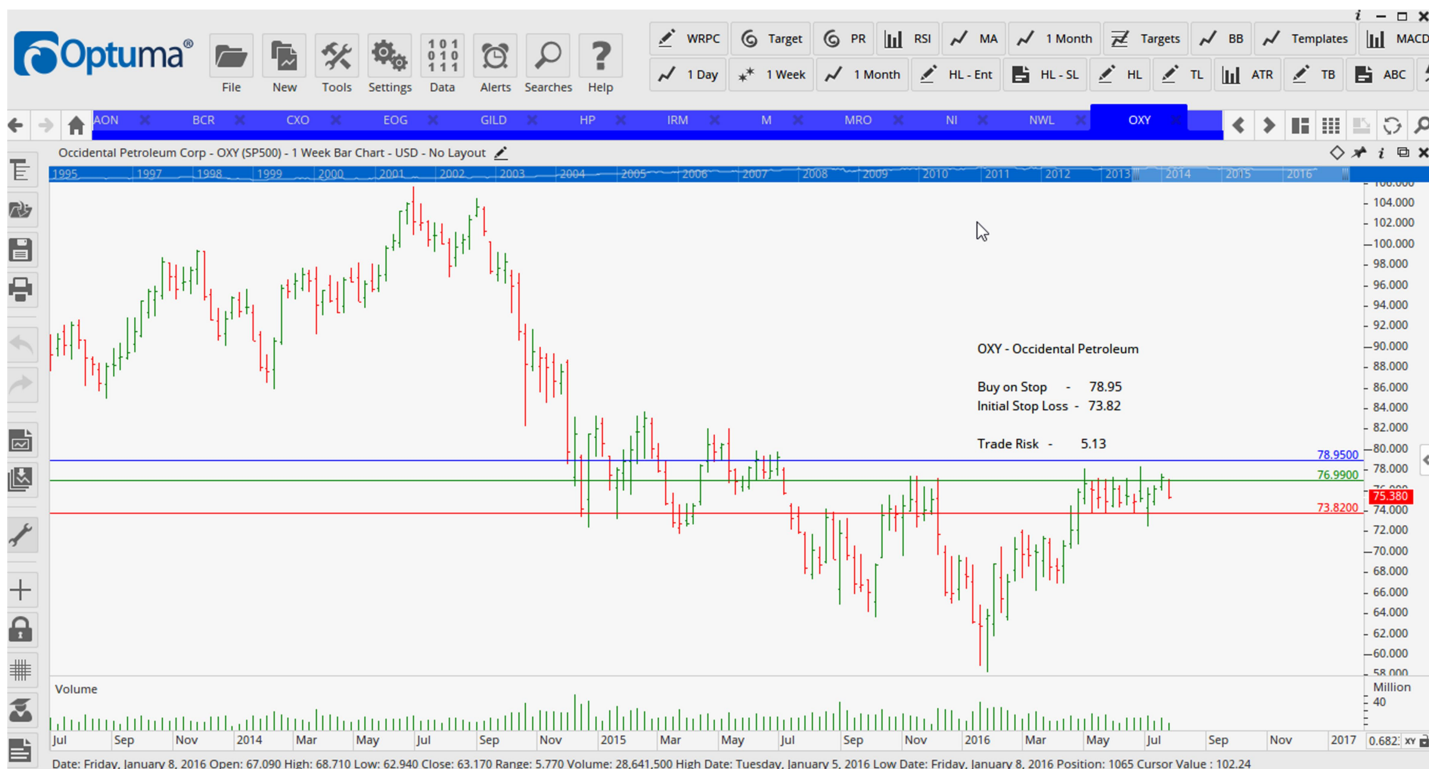 Optuma®
File
New
Tools
Settings
101
010
111
Data
Alerts
Searches
?
Help
i
WRPC
Target
PR
RSI
MA
1 Month
Targets
BB
Templates
MACD
1 Day
1 Week
1 Month
HL - Ent
HL - SL
HL
TL
ATR
TB
ABC
AON
BCR
CXO
EOG
GILD
HP
IRM
M
MRO
NI
NWL
OXY
Occidental Petroleum Corp - OXY (SP500) - 1 Week Bar Chart - USD - No Layout
i
1995 1997 1998 1999 2000 2001 2002 2003 2004 2005 2006 2007 2008 2009 2010 2011 2012 2013 2014 2015 2016
106.000
104.000
102.000
100.000
98.000
96.000
94.000
92.000
90.000
88.000
86.000
84.000
82.000
80.000
78.000
76.000
74.000
72.000
70.000
68.000
66.000
64.000
62.000
60.000
58.000
OXY - Occidental Petroleum
Buy on Stop - 78.95
Initial Stop Loss - 73.82
Trade Risk - 5.13
78.9500
76.9900
75.380
73.8200
Volume
Million
40
Jul Sep Nov 2014 Mar May Jul Sep Nov 2015 Mar May Jul Sep Nov 2016 Mar May Jul Sep Nov 2017
0.682 XY
Date: Friday, January 8, 2016 Open: 67.090 High: 68.710 Low: 62.940 Close: 63.170 Range: 5.770 Volume: 28,641,500 High Date: Tuesday, January 5, 2016 Low Date: Friday, January 8, 2016 Position: 1065 Cursor Value : 102.24